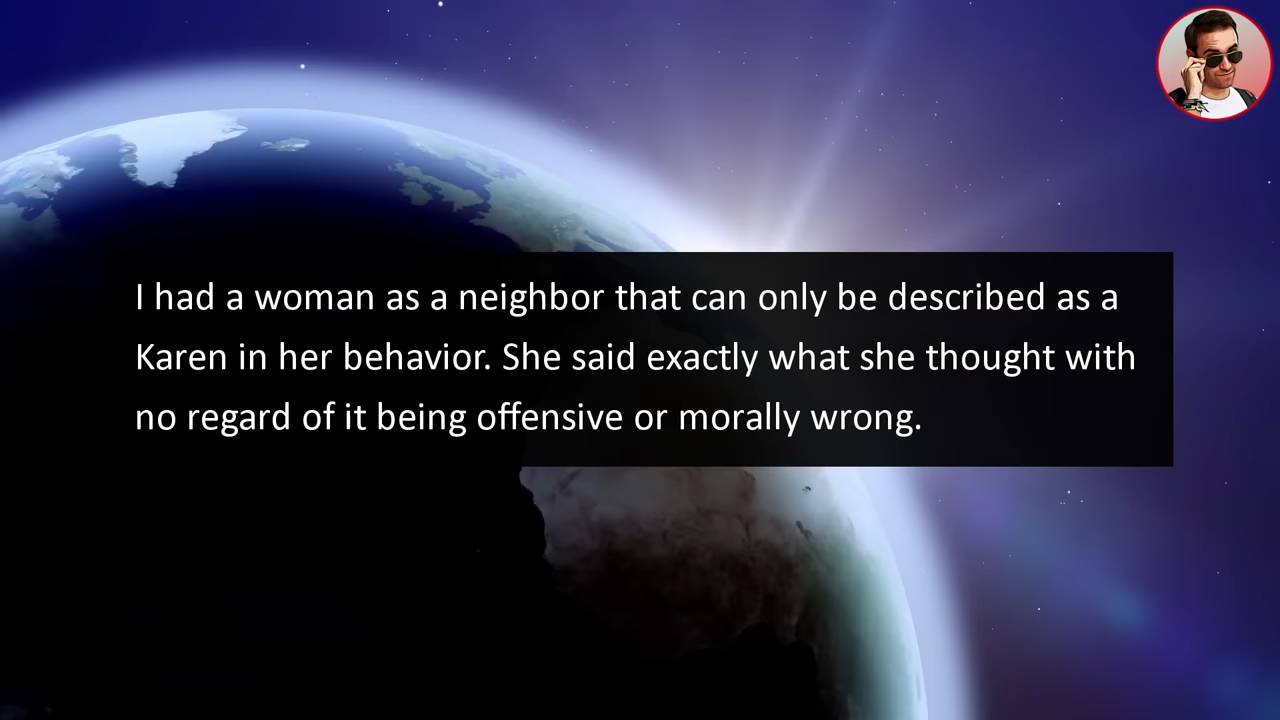 I had a woman as a neighbor that can only be described as a
Karen in her behavior. She said exactly what she thought with
no regard of it being offensive or morally wrong.